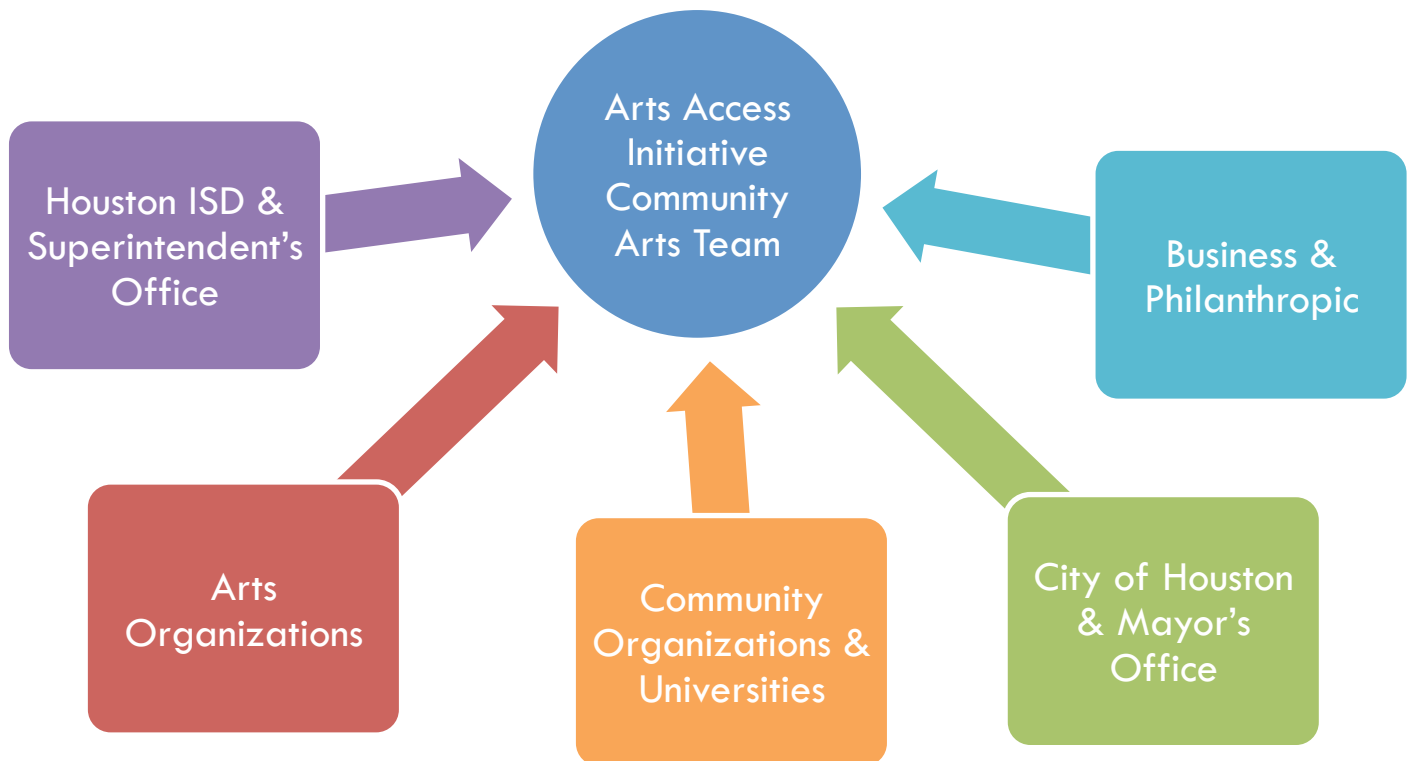 Arts Access
Initiative
Community
Arts Team
Houston ISD &
Superintendent’s
Office
Business &
Philanthropic
Arts
Organizations
Community
Organizations &
Universities
City of Houston
& Mayor’s
Office